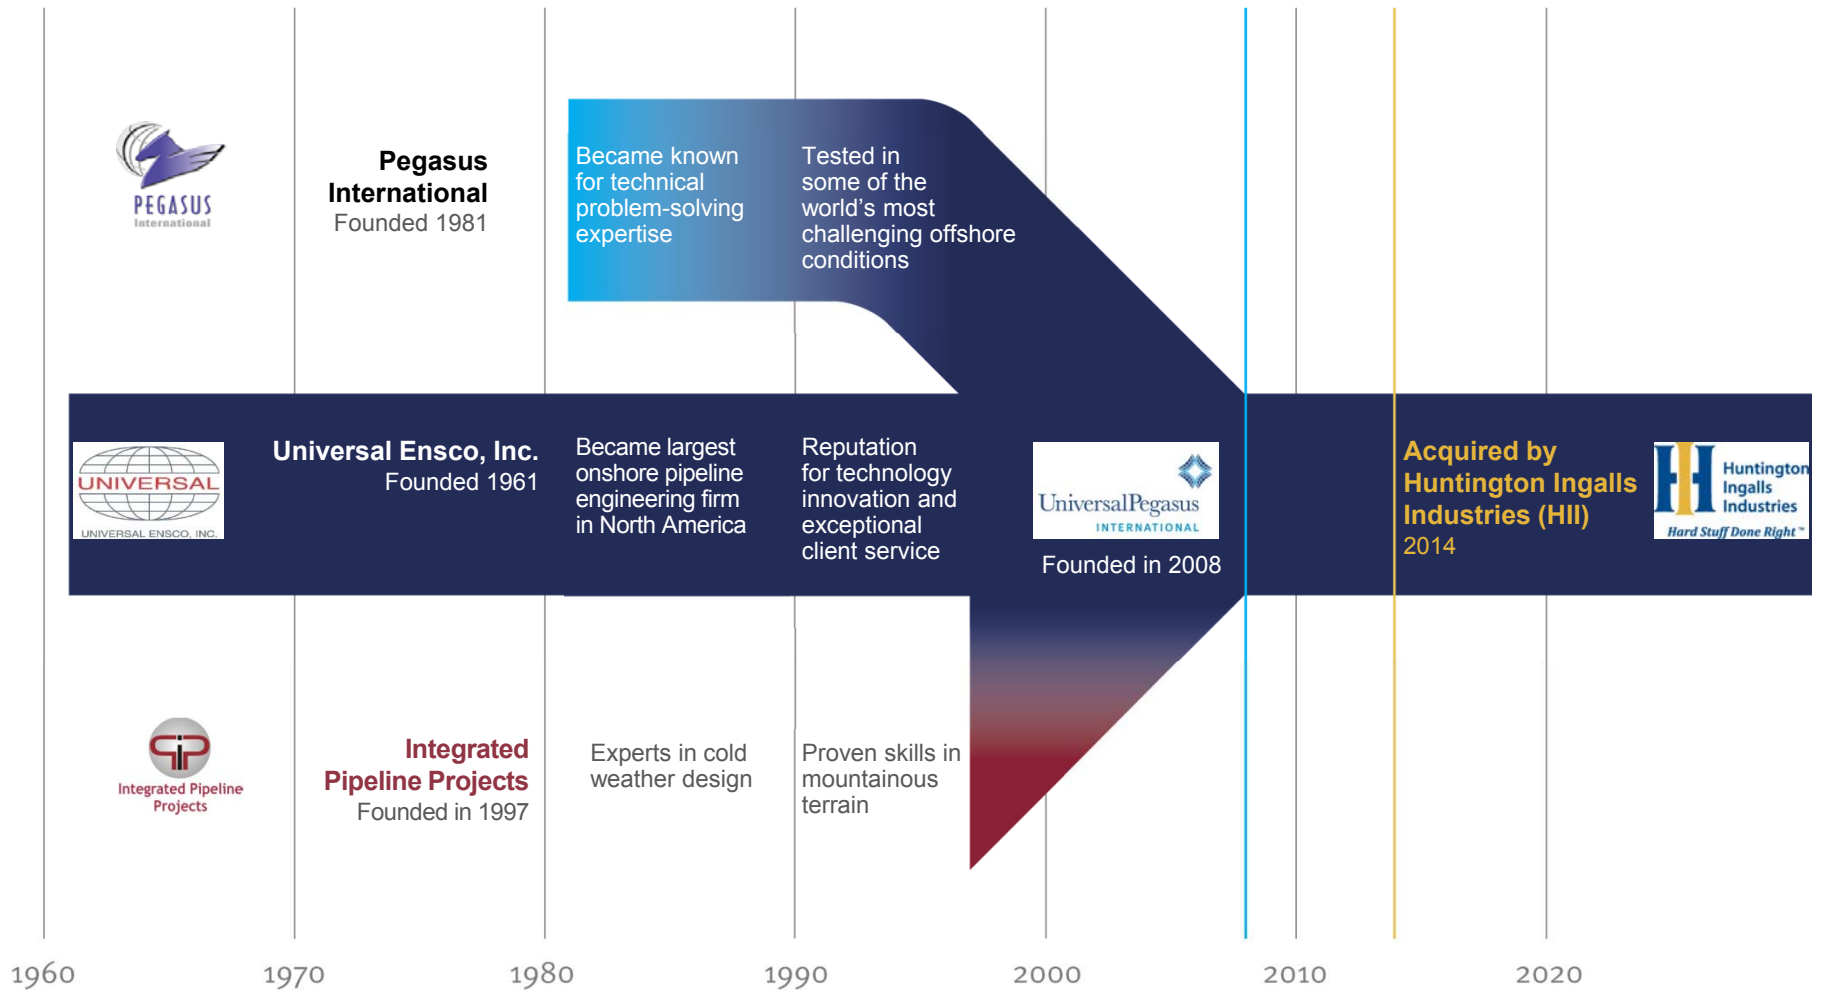 PEGASUS
International
Pegasus
International
Founded 1981
Became known
for technical
problem-solving
expertise
Tested in
some of the
world's most
challenging offshore
conditions
UNIVERSAL
UNIVERSAL ENSCO, INC.
Universal Ensco, Inc.
Founded 1961
Became largest
onshore pipeline
engineering firm
in North America
Reputation
for technology
innovation and
exceptional
client service
UniversalPegasus
INTERNATIONAL
Founded in 2008
Acquired by
Huntington Ingalls
Industries (HII)
2014
Huntington
Ingalls
Industries
Hard Stuff Done Right™
Integrated Pipeline
Projects
Integrated
Pipeline Projects
Founded in 1997
Experts in cold
weather design
Proven skills in
mountainous
terrain
1960 1970 1980 1990 2000 2010 2020